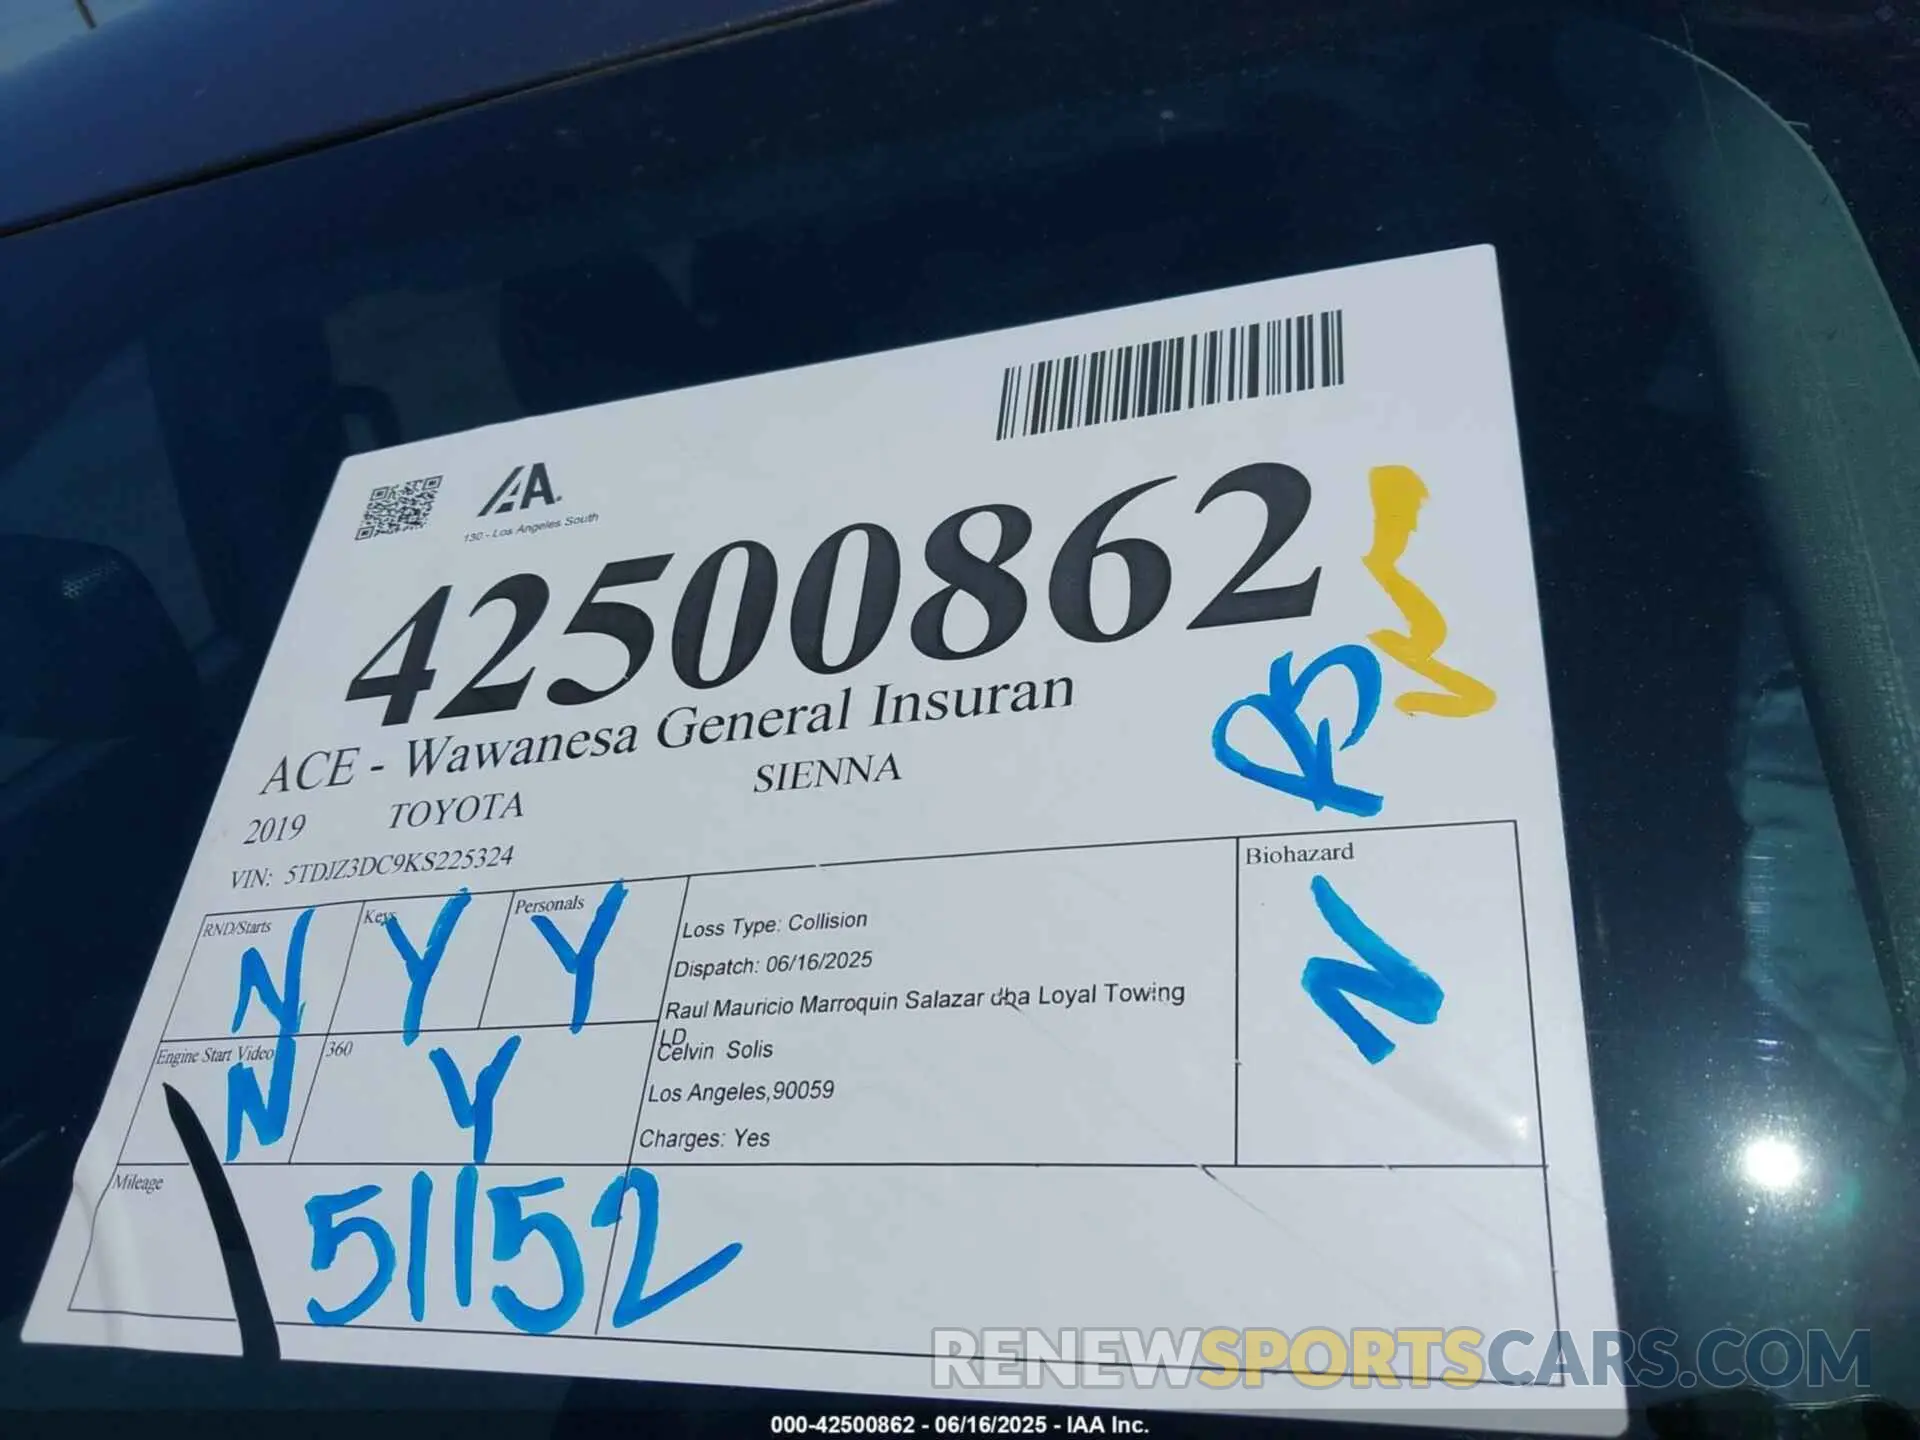 IAA.
130 - Los Angeles South
42500862
ACE - Wawanesa General Insuran
2019 TOYOTA SIENNA
VIN: 5TDJZ3DC9KS225324
RND/Starts
N
Keys
Y
Personals
Y
Loss Type: Collision
Dispatch: 06/16/2025
Raul Mauricio Marroquin Salazar dba Loyal Towing
LD
Celvin Solis
Los Angeles,90059
Charges: Yes
Biohazard
N
Engine Start Video
N
360
Y
Mileage
51152
RENEWSPORTSCARS.COM
000-42500862 - 06/16/2025 - IAA Inc.